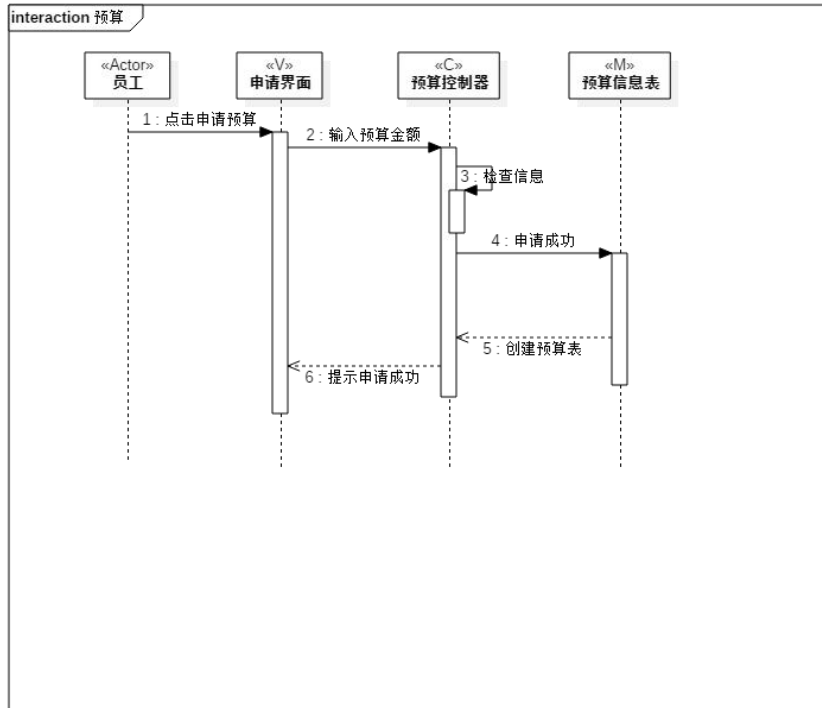 interaction 预算
«Actor»
员工
«V»
申请界面
«C»
预算控制器
«M»
预算信息表
1 : 点击申请预算
2 : 输入预算金额
3 : 检查信息
4 : 申请成功
5 : 创建预算表
6 : 提示申请成功